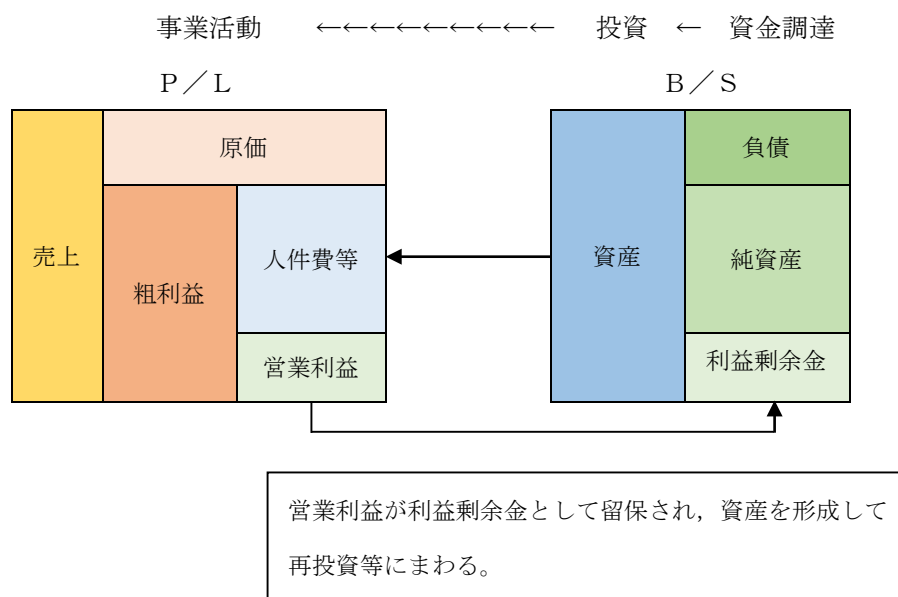 事業活動 ←←←←←←←←← 投資 ← 資金調達
Ｐ／Ｌ Ｂ／Ｓ
原価 負債
売上 人件費等 資産 純資産
粗利益
営業利益 利益剰余金
営業利益が利益剰余金として留保され，資産を形成して
再投資等にまわる。